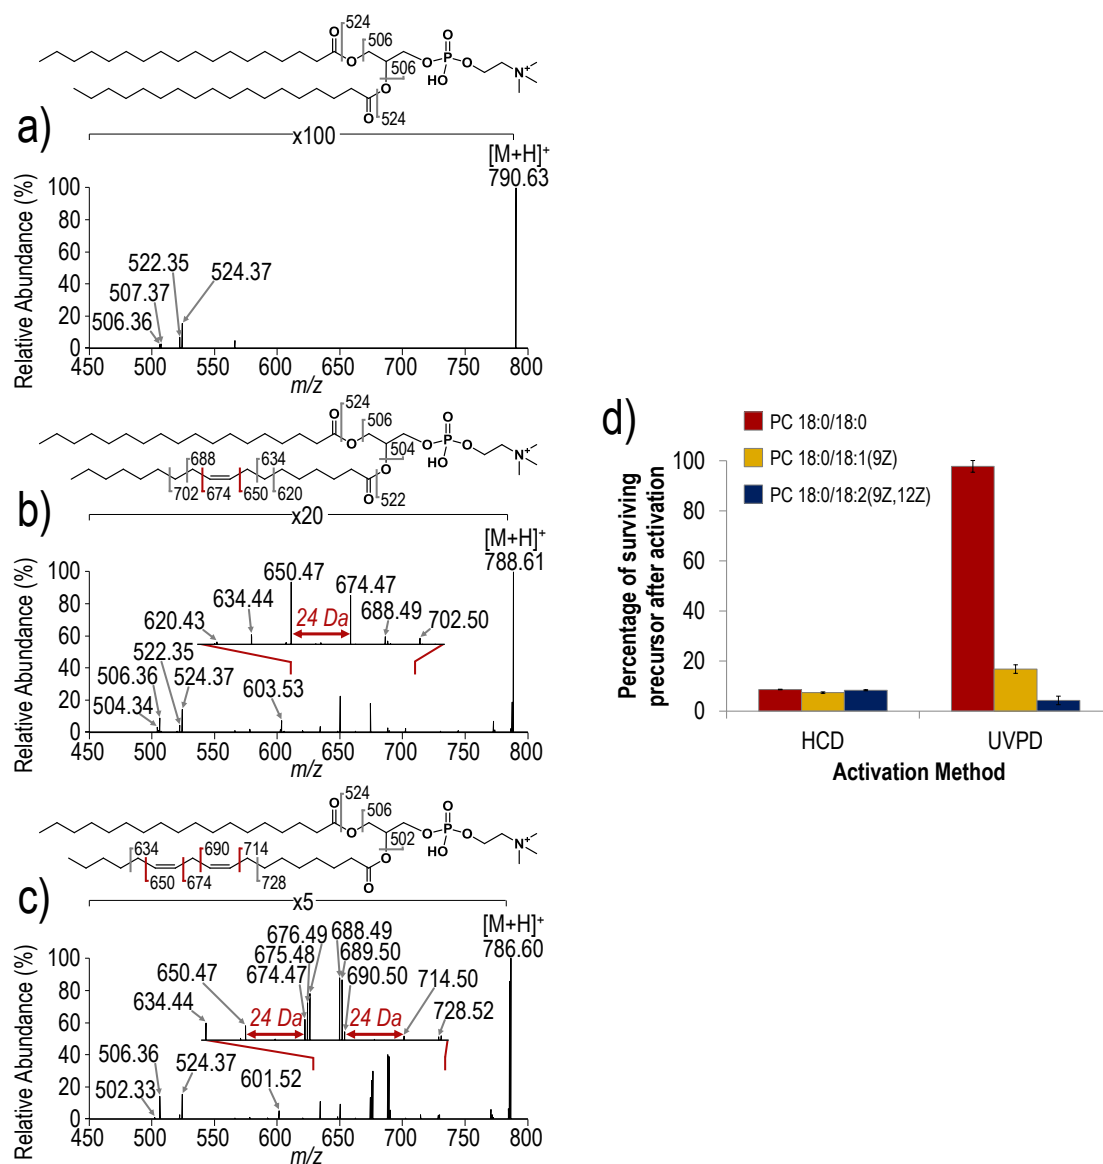 524
O
506
O
506
O
O
O
P
O
HO
N+
524
a)
x100
[M+H]+
790.63
Relative Abundance (%)
100
80
60
40
20
0
522.35
524.37
507.37
506.36
450 500 550 600 650 700 750 800
m/z
524
O
506
O
504
O
O
O
P
O
HO
N+
688
634
702
674
650
620
O
522
b)
x20
[M+H]+
788.61
Relative Abundance (%)
100
80
60
40
20
0
650.47
674.47
634.44
688.49
702.50
620.43
24 Da
522.35
506.36
524.37
504.34
603.53
450 500 550 600 650 700 750 800
m/z
524
O
506
O
502
O
O
O
P
O
HO
N+
634
690
714
650
674
728
O
c)
x5
[M+H]+
786.60
Relative Abundance (%)
100
80
60
40
20
0
676.49
688.49
675.48
689.50
674.47
690.50
650.47
714.50
634.44
728.52
24 Da
24 Da
506.36
524.37
502.33
601.52
450 500 550 600 650 700 750 800
m/z
d)
PC 18:0/18:0
PC 18:0/18:1(9Z)
PC 18:0/18:2(9Z,12Z)
Percentage of surviving
precursor after activation
100
80
60
40
20
0
HCD
UVPD
Activation Method